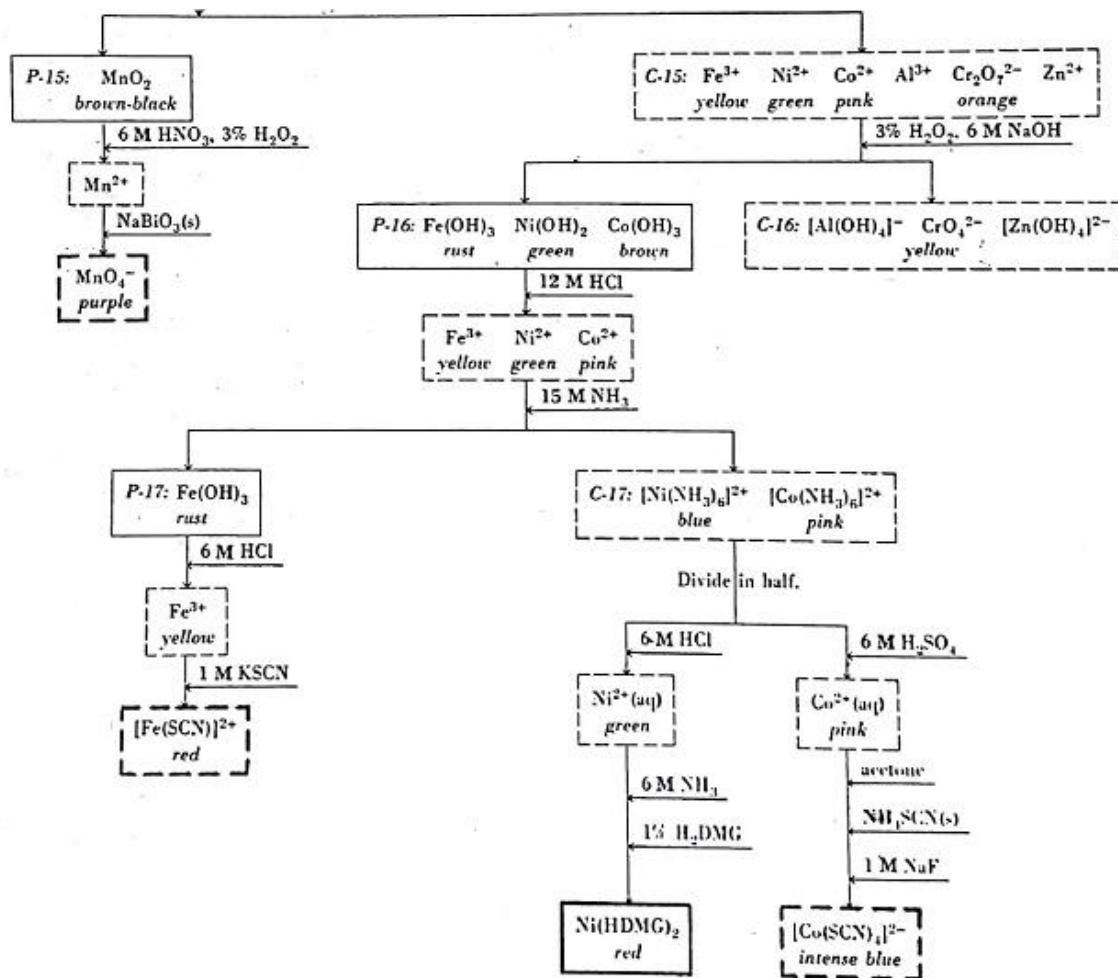 P-15: MnO₂
brown-black
C-15: Fe³⁺ Ni²⁺ Co²⁺ Al³⁺ Cr₂O₇²⁻ Zn²⁺
yellow green pink orange
6 M HNO₃, 3% H₂O₂
3% H₂O₂, 6 M NaOH
Mn²⁺
NaBiO₃(s)
MnO₄⁻
purple
P-16: Fe(OH)₃ Ni(OH)₂ Co(OH)₃
rust green brown
C-16: [Al(OH)₄]⁻ CrO₄²⁻ [Zn(OH)₄]²⁻
yellow
12 M HCl
Fe³⁺ Ni²⁺ Co²⁺
yellow green pink
15 M NH₃
P-17: Fe(OH)₃
rust
C-17: [Ni(NH₃)₆]²⁺ [Co(NH₃)₆]²⁺
blue pink
6 M HCl
Divide in half.
Fe³⁺
yellow
1 M KSCN
[Fe(SCN)]²⁺
red
6 M HCl
6 M H₂SO₄
Ni²⁺(aq)
green
Co²⁺(aq)
pink
6 M NH₃
acetone
1% H₂DMG
NH₄SCN(s)
1 M NaF
Ni(HDMG)₂
red
[Co(SCN)₄]²⁻
intense blue